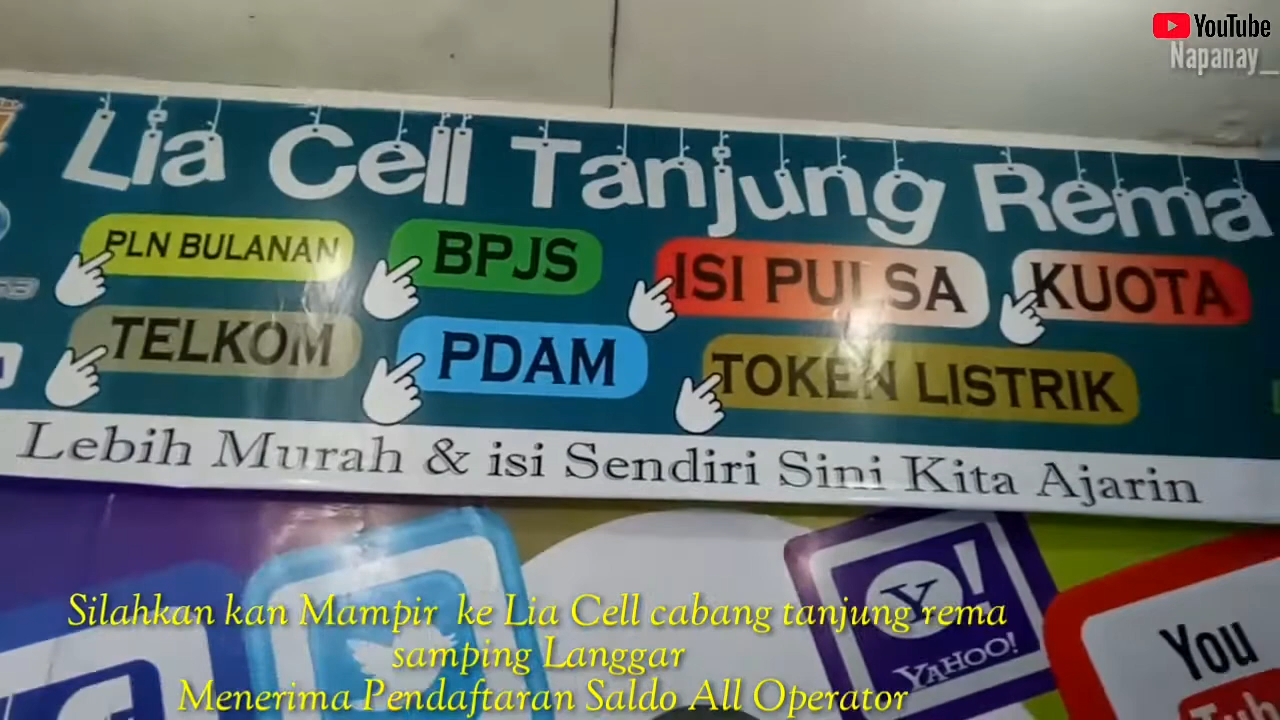 YouTube
Napanay_
Lia Cell Tanjung Rema
PLN BULANAN BPJS ISI PULSA KUOTA
TELKOM PDAM TOKEN LISTRIK
Lebih Murah & isi Sendiri Sini Kita Ajarin
Silahkan kan Mampir ke Lia Cell cabang tanjung rema
samping Langgar
Menerima Pendaftaran Saldo All Operator
Y!
YAHOO!
You
Tub